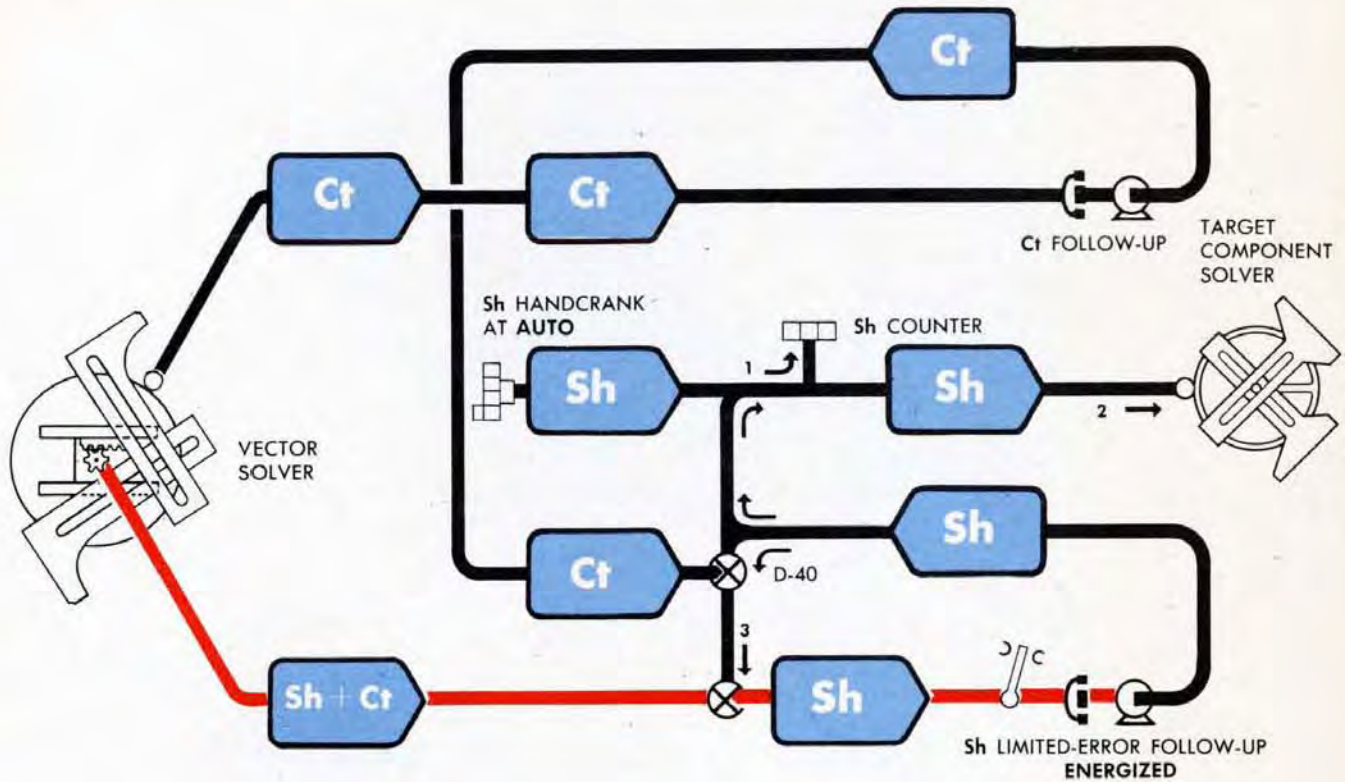 Ct
Ct
Ct
Ct FOLLOW-UP
TARGET
COMPONENT
SOLVER
Sh HANDCRANK
AT AUTO
Sh COUNTER
1
Sh
Sh
2
VECTOR
SOLVER
Sh
Ct
D-40
3
Sh + Ct
Sh
Sh LIMITED-ERROR FOLLOW-UP
ENERGIZED